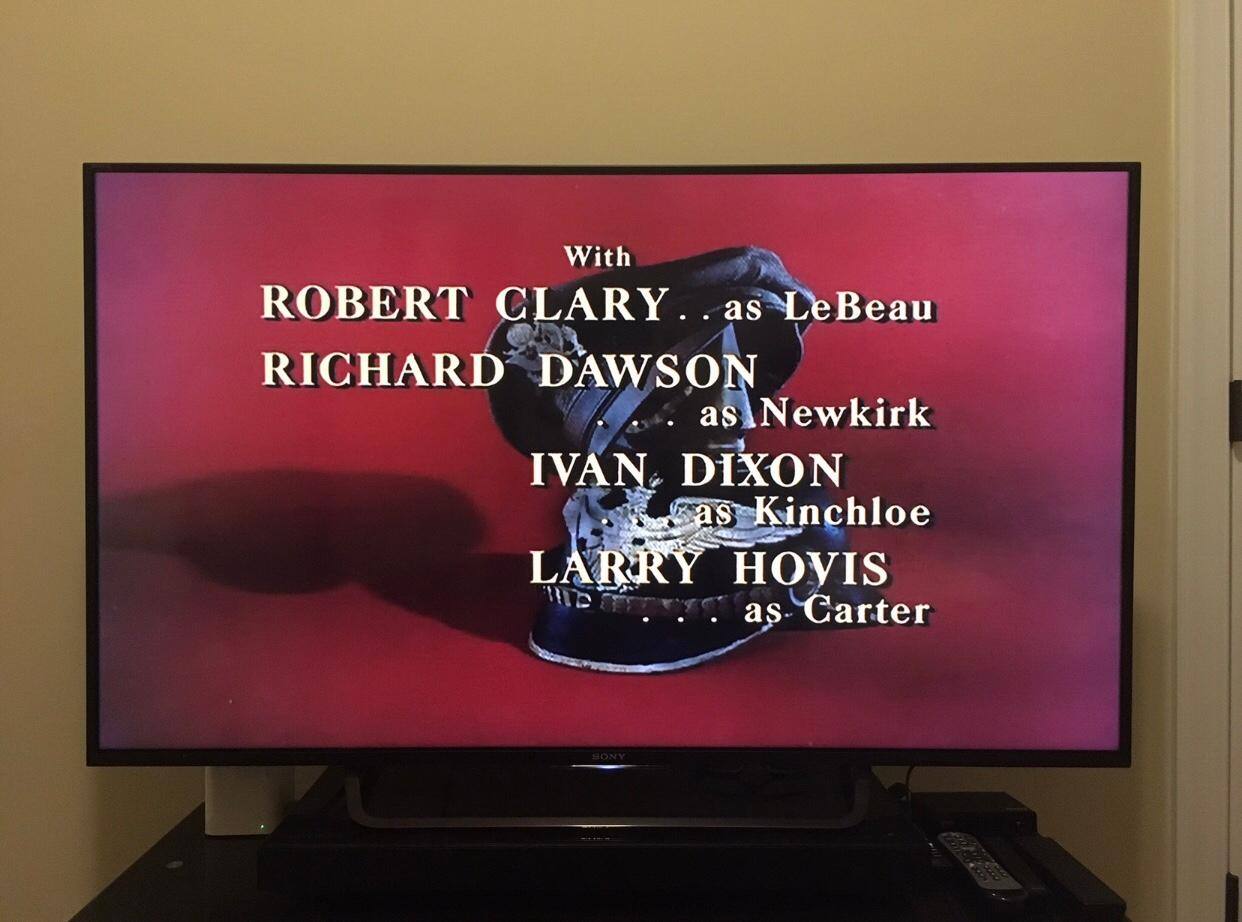 With
ROBERT CLARY . . as LeBeau
RICHARD DAWSON
. . . as Newkirk
IVAN DIXON
. . . as Kinchloe
LARRY HOVIS
. . . as Carter
SONY